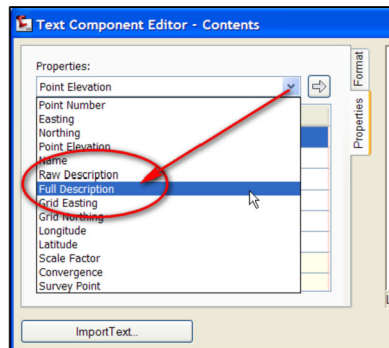 Text Component Editor - Contents
Properties:
Point Elevation
Point Number
Easting
Northing
Point Elevation
Name
Raw Description
Full Description
Grid Easting
Grid Northing
Longitude
Latitude
Scale Factor
Convergence
Survey Point
Format
Properties
ImportText...